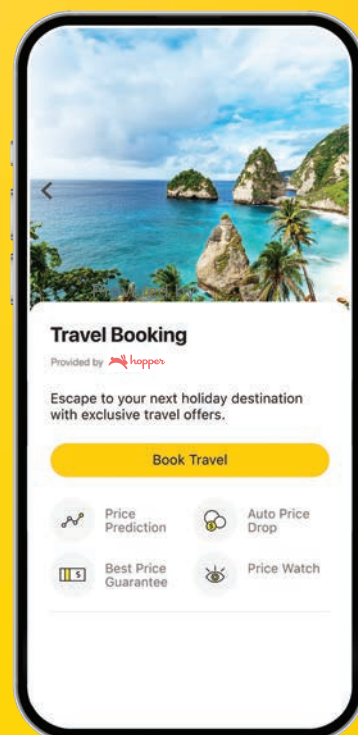 Travel Booking
Provided by hopper
Escape to your next holiday destination
with exclusive travel offers.
Book Travel
Price
Prediction
Auto Price
Drop
Best Price
Guarantee
Price Watch